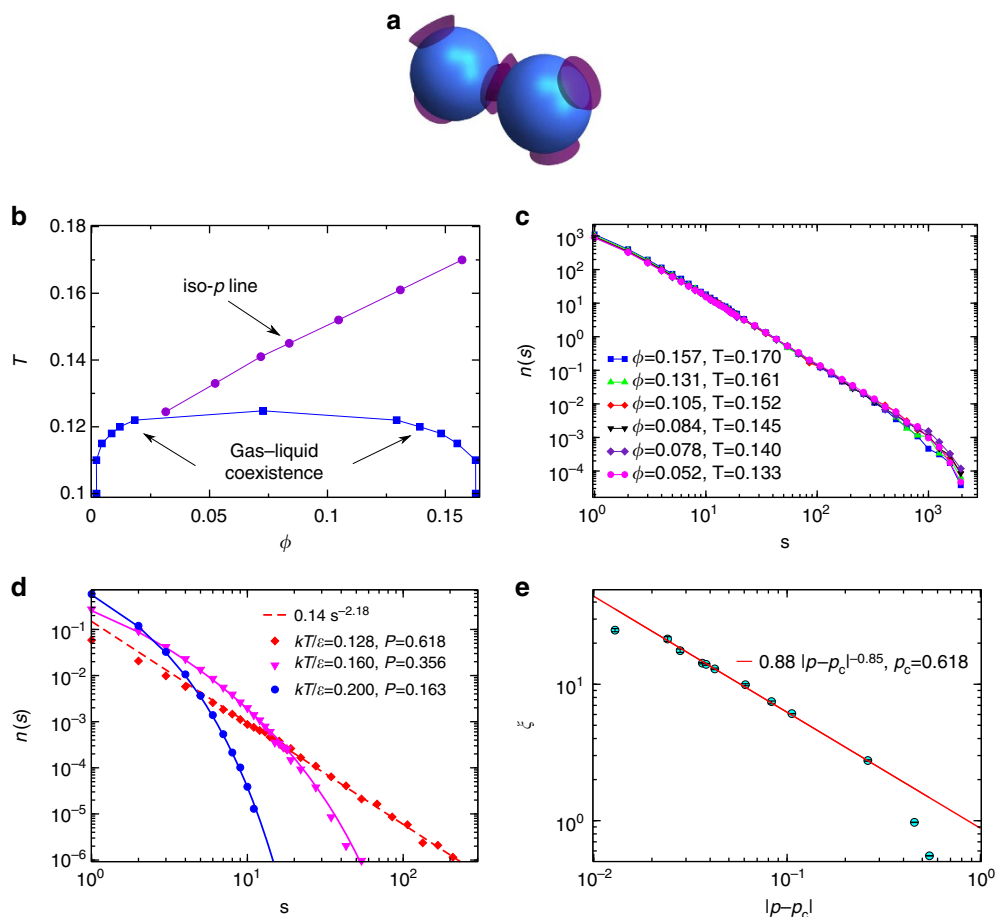 a
b
0.18
0.16
0.14
0.12
0.1
T
iso-p line
Gas–liquid
coexistence
0 0.05 0.1 0.15
ϕ
c
10³
10²
10¹
10⁰
10⁻¹
10⁻²
10⁻³
10⁻⁴
n(s)
ϕ=0.157, T=0.170
ϕ=0.131, T=0.161
ϕ=0.105, T=0.152
ϕ=0.084, T=0.145
ϕ=0.078, T=0.140
ϕ=0.052, T=0.133
10⁰ 10¹ 10² 10³
s
d
10⁻¹
10⁻²
10⁻³
10⁻⁴
10⁻⁵
10⁻⁶
n(s)
0.14 s⁻²·¹⁸
kT/ε=0.128, P=0.618
kT/ε=0.160, P=0.356
kT/ε=0.200, P=0.163
10⁰ 10¹ 10²
s
e
10¹
10⁰
ξ
0.88 |p–p_c|⁻⁰·⁸⁵, p_c=0.618
10⁻² 10⁻¹ 10⁰
|p–p_c|